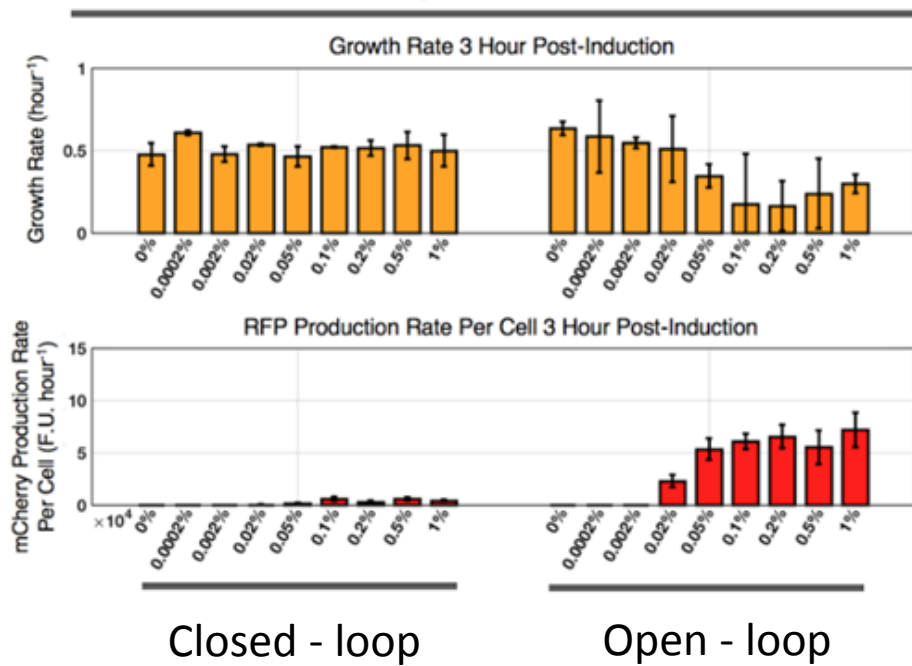 Growth Rate 3 Hour Post-Induction
Growth Rate (hour⁻¹)
1
0.5
0
0% 0.0002% 0.002% 0.02% 0.05% 0.1% 0.2% 0.5% 1%
0% 0.0002% 0.002% 0.02% 0.05% 0.1% 0.2% 0.5% 1%
RFP Production Rate Per Cell 3 Hour Post-Induction
mCherry Production Rate
Per Cell (F.U. hour⁻¹)
15
10
5
0
×10⁴
0% 0.0002% 0.002% 0.02% 0.05% 0.1% 0.2% 0.5% 1%
0% 0.0002% 0.002% 0.02% 0.05% 0.1% 0.2% 0.5% 1%
Closed - loop
Open - loop